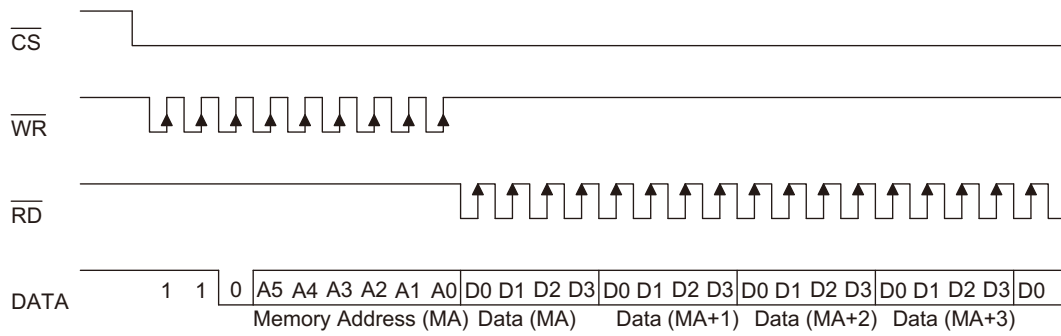 CS
WR
RD
DATA 1 1 0 A5 A4 A3 A2 A1 A0 D0 D1 D2 D3 D0 D1 D2 D3 D0 D1 D2 D3 D0 D1 D2 D3 D0
Memory Address (MA) Data (MA) Data (MA+1) Data (MA+2) Data (MA+3)